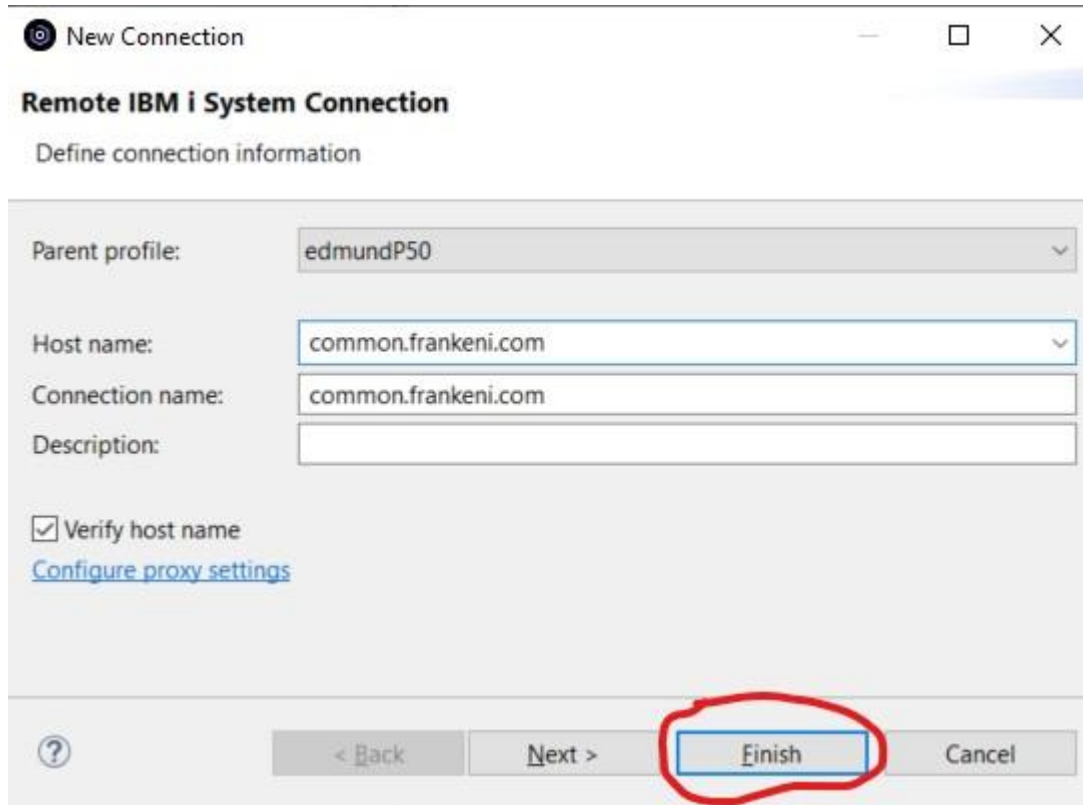 New Connection
Remote IBM i System Connection
Define connection information
Parent profile: edmundP50
Host name: common.frankeni.com
Connection name: common.frankeni.com
Description:
Verify host name
Configure proxy settings
? < Back Next > Finish Cancel